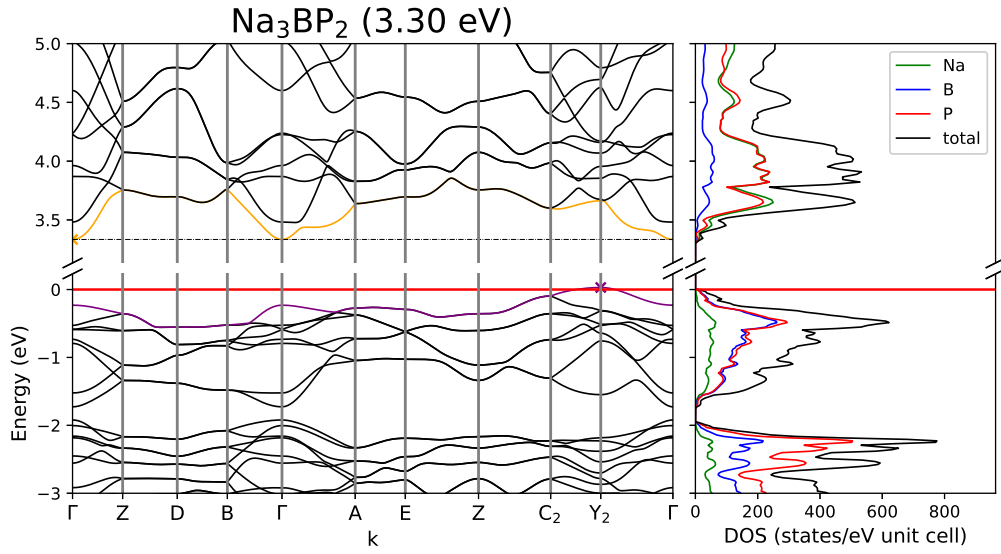 Na₃BP₂ (3.30 eV)
5.0
4.5
4.0
3.5
0
−1
−2
−3
Energy (eV)
Γ Z D B Γ A E Z C₂ Y₂ Γ
k
Na
B
P
total
0 200 400 600 800
DOS (states/eV unit cell)